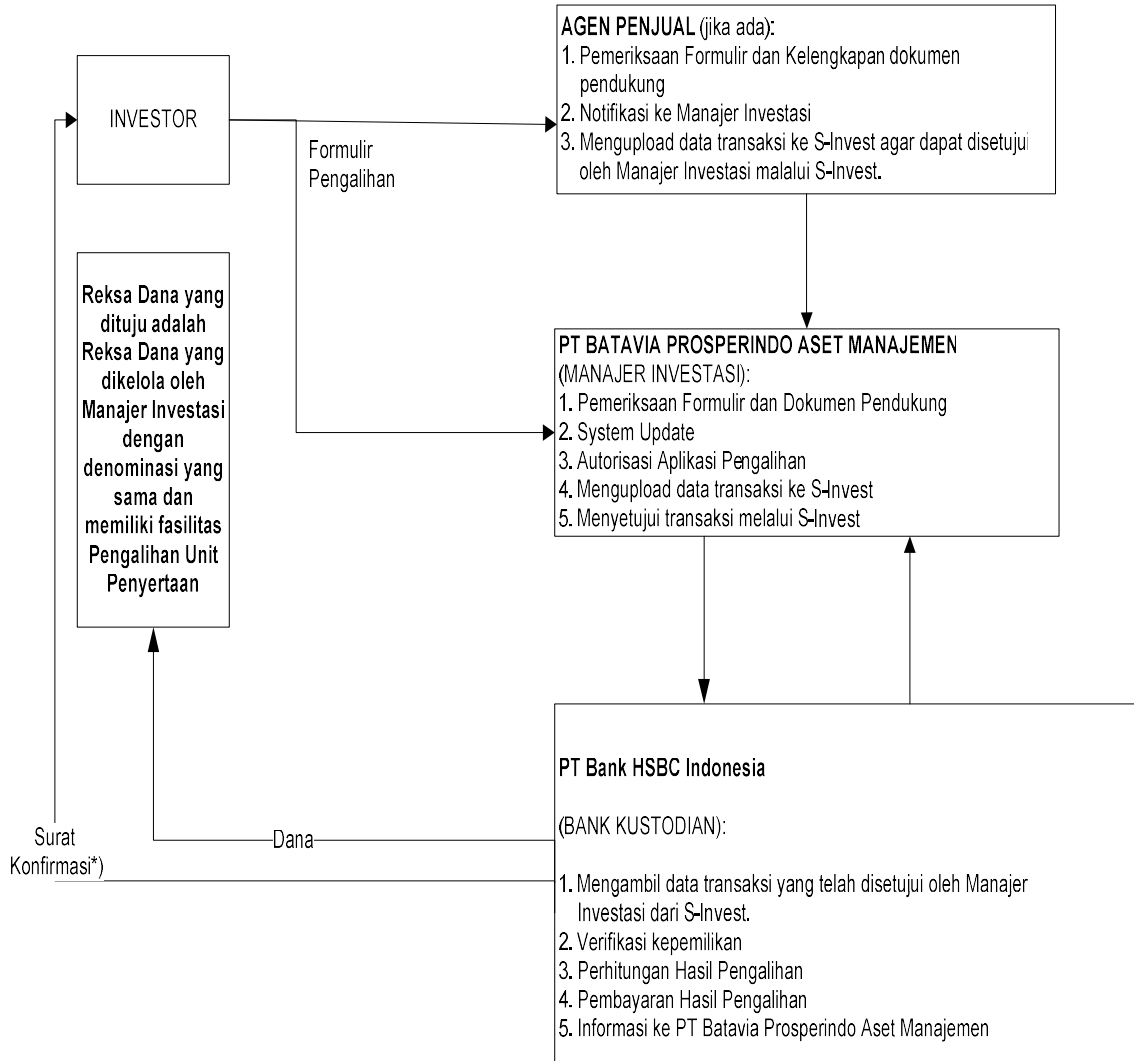 AGEN PENJUAL (jika ada):
1. Pemeriksaan Formulir dan Kelengkapan dokumen
pendukung
2. Notifikasi ke Manajer Investasi
3. Mengupload data transaksi ke S-Invest agar dapat disetujui
oleh Manajer Investasi malalui S-Invest.
INVESTOR
Formulir
Pengalihan
Reksa Dana yang
dituju adalah
Reksa Dana yang
dikelola oleh
Manajer Investasi
dengan
denominasi yang
sama dan
memiliki fasilitas
Pengalihan Unit
Penyertaan
PT BATAVIA PROSPERINDO ASET MANAJEMEN
(MANAJER INVESTASI):
1. Pemeriksaan Formulir dan Dokumen Pendukung
2. System Update
3. Autorisasi Aplikasi Pengalihan
4. Mengupload data transaksi ke S-Invest
5. Menyetujui transaksi melalui S-Invest
Surat
Konfirmasi*)
Dana
PT Bank HSBC Indonesia
(BANK KUSTODIAN):
1. Mengambil data transaksi yang telah disetujui oleh Manajer
Investasi dari S-Invest.
2. Verifikasi kepemilikan
3. Perhitungan Hasil Pengalihan
4. Pembayaran Hasil Pengalihan
5. Informasi ke PT Batavia Prosperindo Aset Manajemen